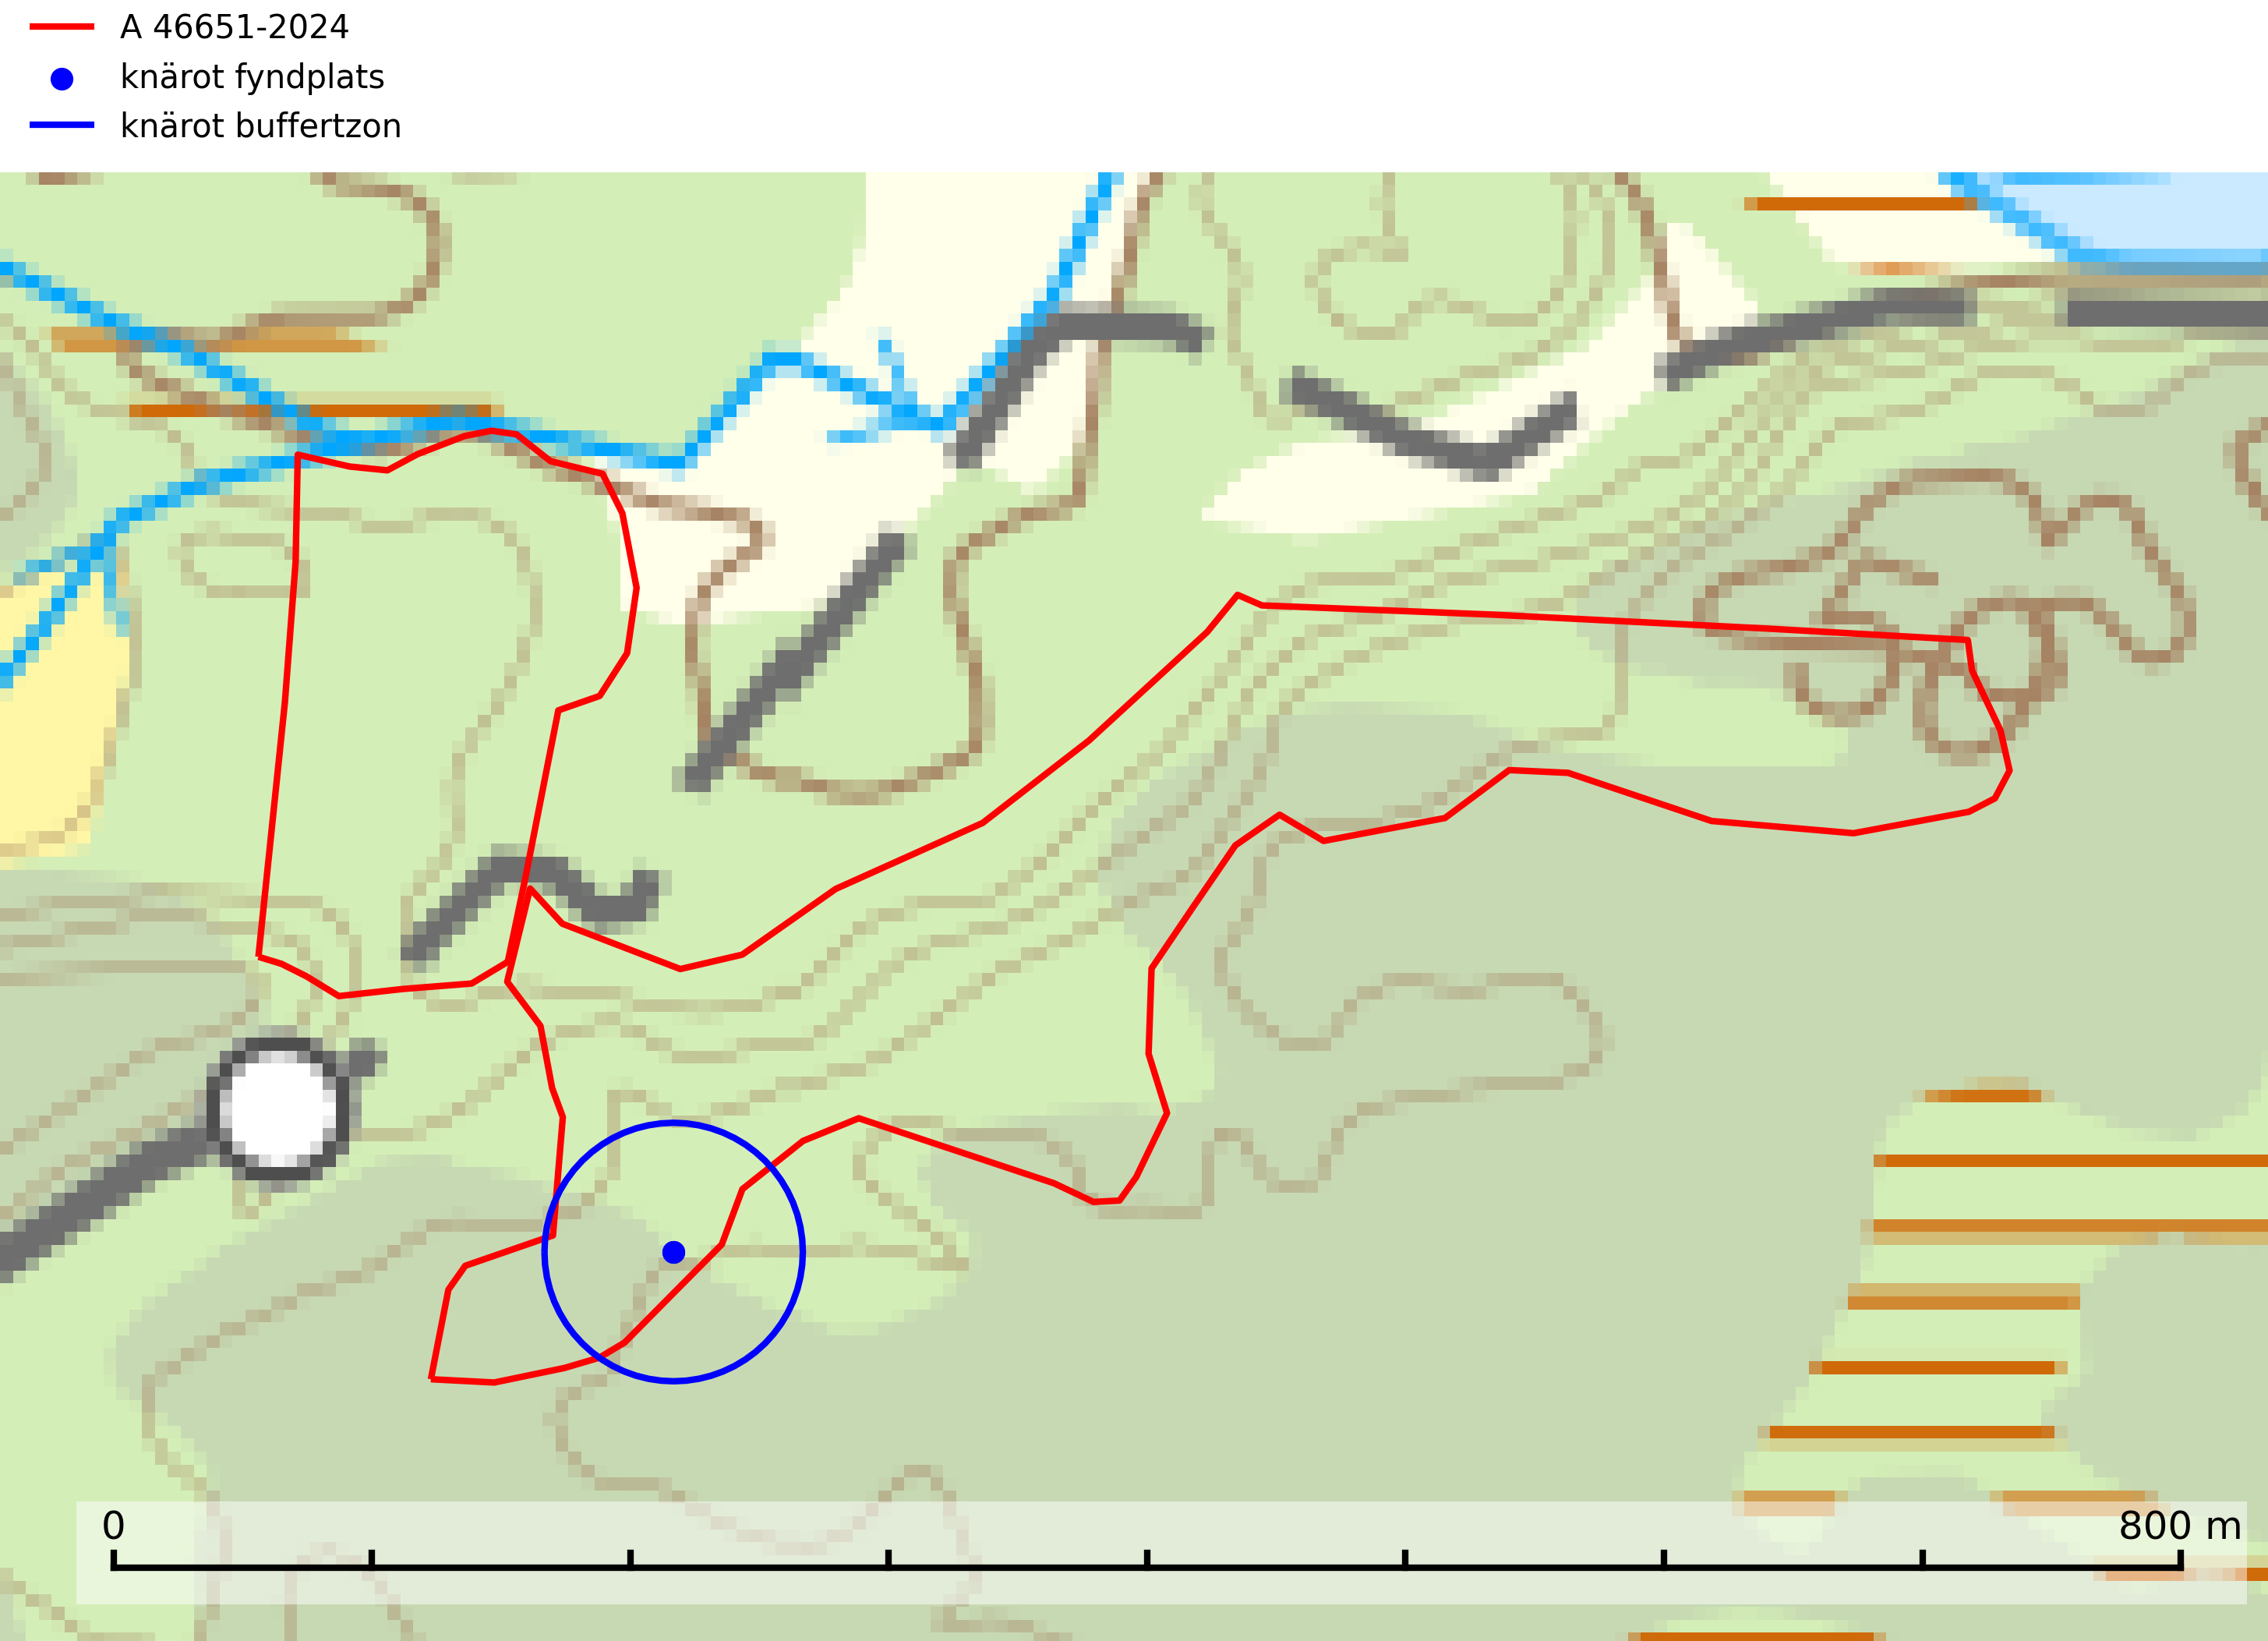 A 46651-2024
knärot fyndplats
knärot buffertzon
0
800 m